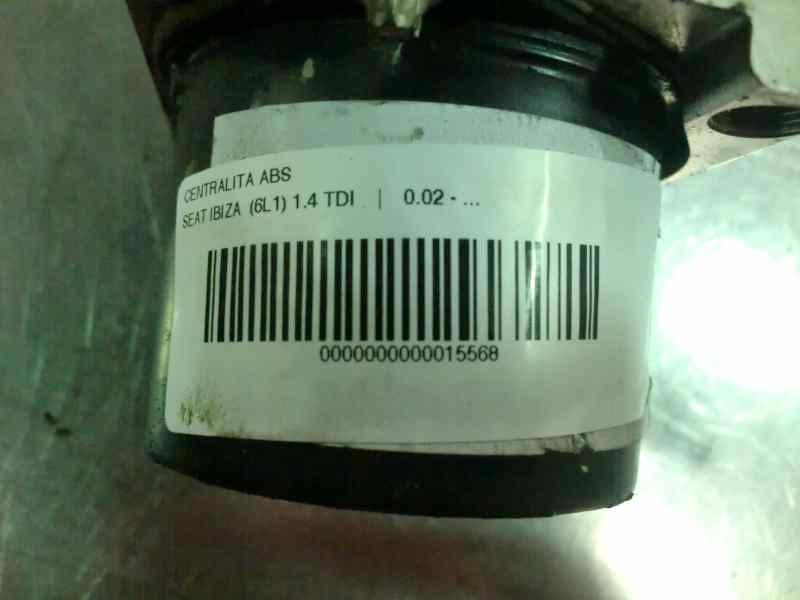 CENTRALITA ABS
SEAT IBIZA (6L1) 1.4 TDI | 0.02 - ...
0000000000015568